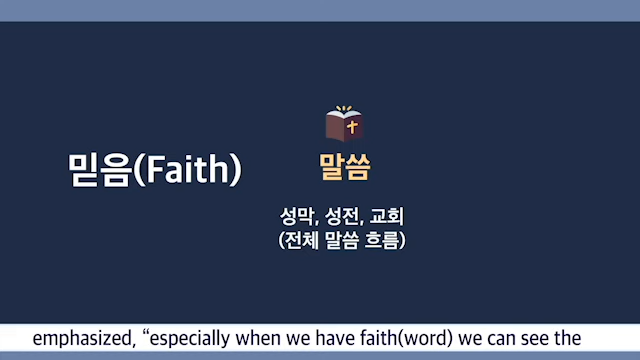 믿음(Faith)
말씀
성막, 성전, 교회
(전체 말씀 흐름)
emphasized, “especially when we have faith(word) we can see the